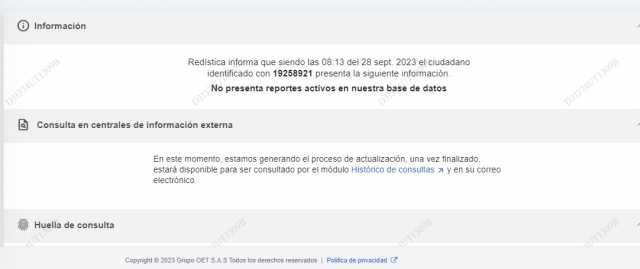 Información
Redística informa que siendo las 08:13 del 28 sept. 2023 el ciudadano
identificado con 19258921 presenta la siguiente información.
No presenta reportes activos en nuestra base de datos
Consulta en centrales de información externa
En este momento, estamos generando el proceso de actualización, una vez finalizado,
estará disponible para ser consultado por el módulo Histórico de consultas y en su correo
electrónico.
Huella de consulta
Copyright © 2023 Grupo OET S.A.S Todos los derechos reservados | Política de privacidad